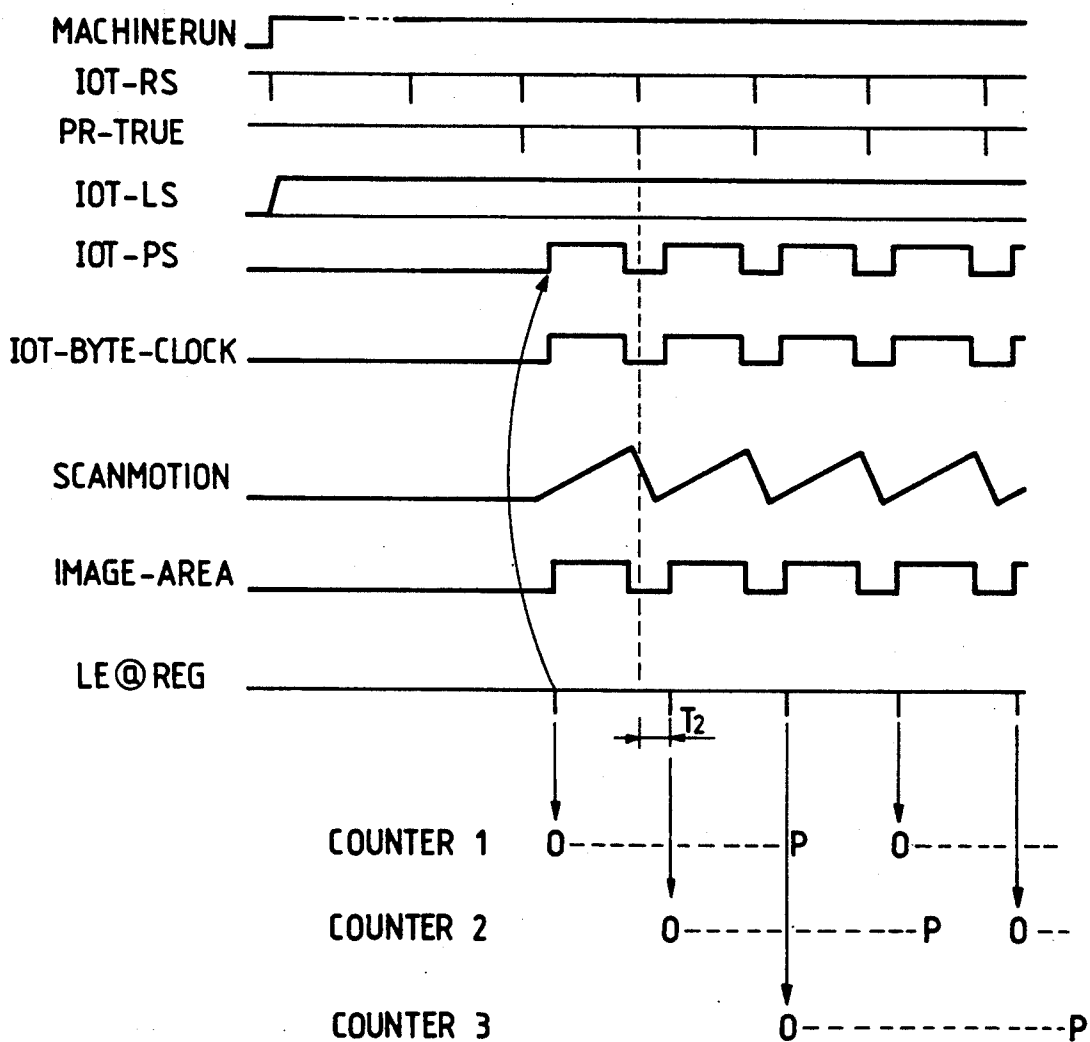 MACHINERUN
IOT-RS
PR-TRUE
IOT-LS
IOT-PS
IOT-BYTE-CLOCK
SCANMOTION
IMAGE-AREA
LE@REG
T2
COUNTER 1 0 P 0
COUNTER 2 0 P 0
COUNTER 3 0 P